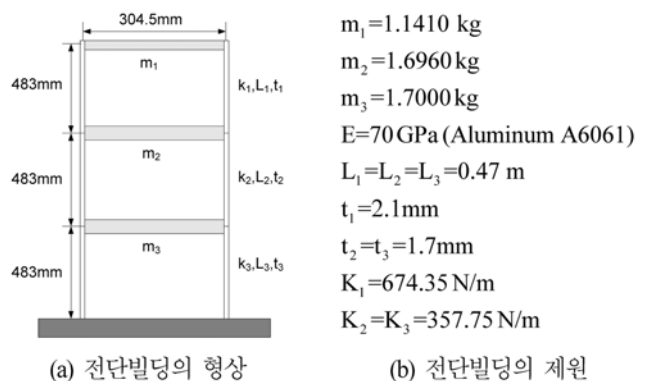 304.5mm
483mm
m₁
k₁,L₁,t₁
483mm
m₂
k₂,L₂,t₂
483mm
m₃
k₃,L₃,t₃
(a) 전단빌딩의 형상
m₁=1.1410 kg
m₂=1.6960 kg
m₃=1.7000 kg
E=70 GPa (Aluminum A6061)
L₁=L₂=L₃=0.47 m
t₁=2.1mm
t₂=t₃=1.7mm
K₁=674.35 N/m
K₂=K₃=357.75 N/m
(b) 전단빌딩의 제원